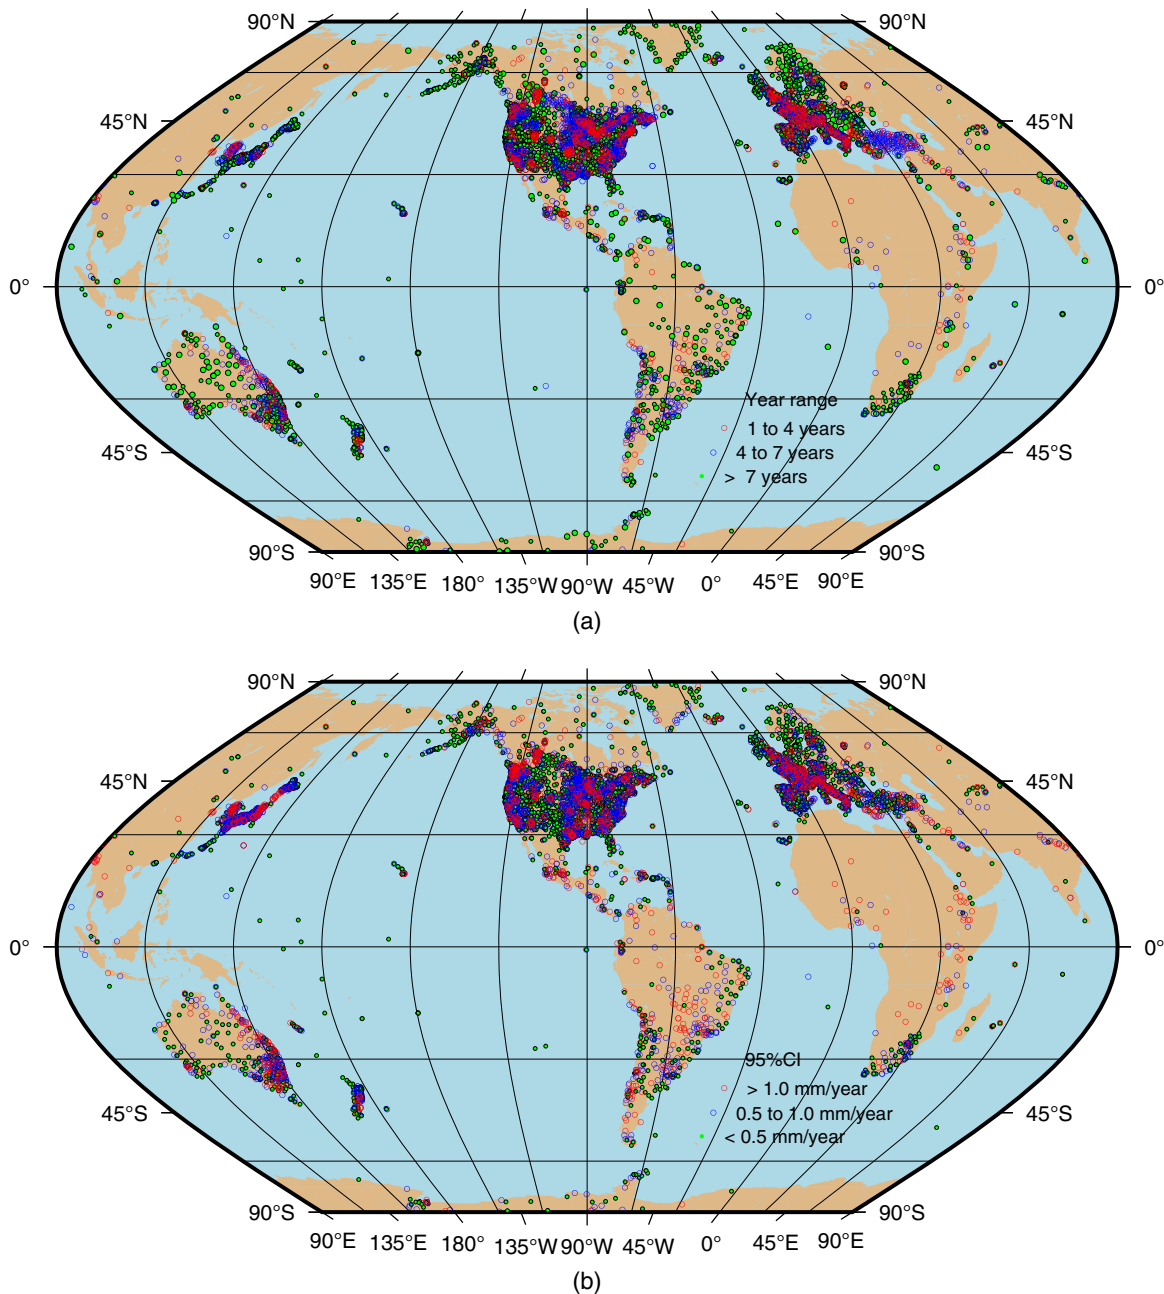 90°N
90°N
45°N
45°N
0°
0°
45°S
45°S
Year range
1 to 4 years
4 to 7 years
> 7 years
90°S
90°S
90°E 135°E 180° 135°W 90°W 45°W 0° 45°E 90°E
(a)
90°N
90°N
45°N
45°N
0°
0°
45°S
45°S
95%CI
> 1.0 mm/year
0.5 to 1.0 mm/year
< 0.5 mm/year
90°S
90°S
90°E 135°E 180° 135°W 90°W 45°W 0° 45°E 90°E
(b)